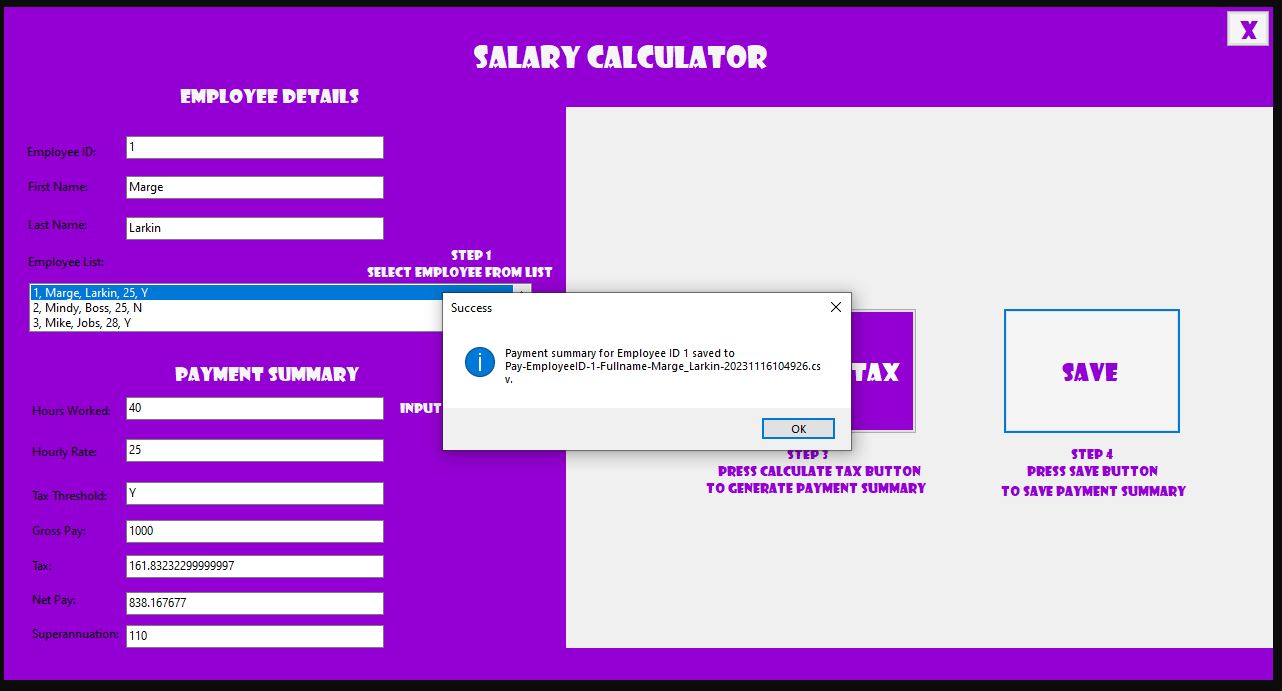 X
SALARY CALCULATOR
EMPLOYEE DETAILS
Employee ID: 1
First Name: Marge
Last Name: Larkin
Employee List:
STEP 1
SELECT EMPLOYEE FROM LIST
1, Marge, Larkin, 25, Y
2, Mindy, Boss, 25, N
3, Mike, Jobs, 28, Y
PAYMENT SUMMARY
Hours Worked: 40
INPUT
Hourly Rate: 25
Tax Threshold: Y
Gross Pay: 1000
Tax: 161.83232299999997
Net Pay: 838.167677
Superannuation: 110
Success
Payment summary for Employee ID 1 saved to
Pay-EmployeeID-1-Fullname-Marge_Larkin-20231116104926.cs
v.
OK
TAX
STEP 3
PRESS CALCULATE TAX BUTTON
TO GENERATE PAYMENT SUMMARY
SAVE
STEP 4
PRESS SAVE BUTTON
TO SAVE PAYMENT SUMMARY